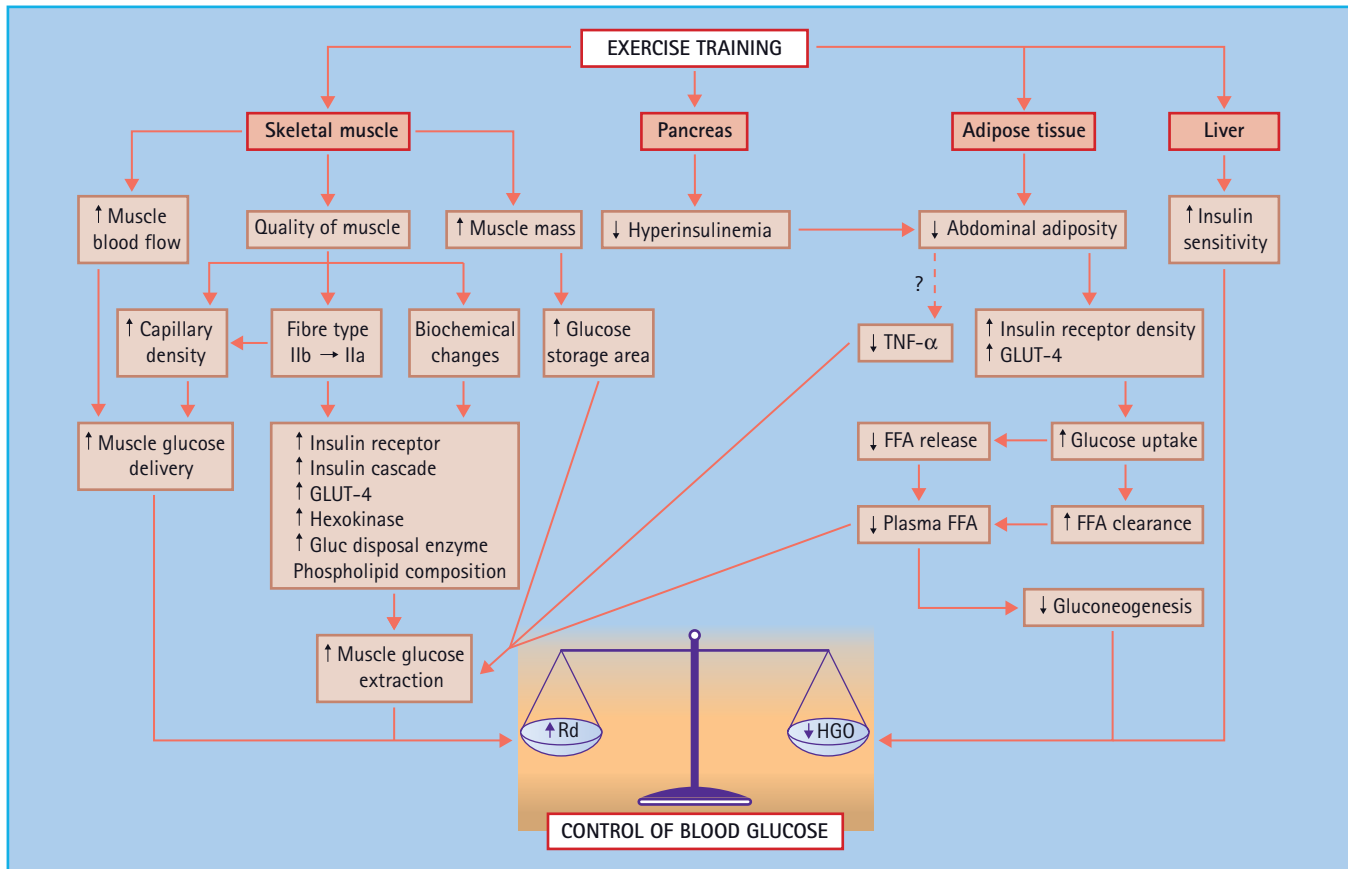 EXERCISE TRAINING
Skeletal muscle
Pancreas
Adipose tissue
Liver
↑ Muscle
blood flow
Quality of muscle
↑ Muscle mass
↓ Hyperinsulinemia
↓ Abdominal adiposity
↑ Insulin
sensitivity
?
↑ Capillary
density
Fibre type
IIb → IIa
Biochemical
changes
↑ Glucose
storage area
↓ TNF-α
↑ Insulin receptor density
↑ GLUT-4
↑ Muscle glucose
delivery
↑ Insulin receptor
↑ Insulin cascade
↑ GLUT-4
↑ Hexokinase
↑ Gluc disposal enzyme
Phospholipid composition
↓ FFA release
↑ Glucose uptake
↓ Plasma FFA
↑ FFA clearance
↓ Gluconeogenesis
↑ Muscle glucose
extraction
↑ Rd
↓ HGO
CONTROL OF BLOOD GLUCOSE